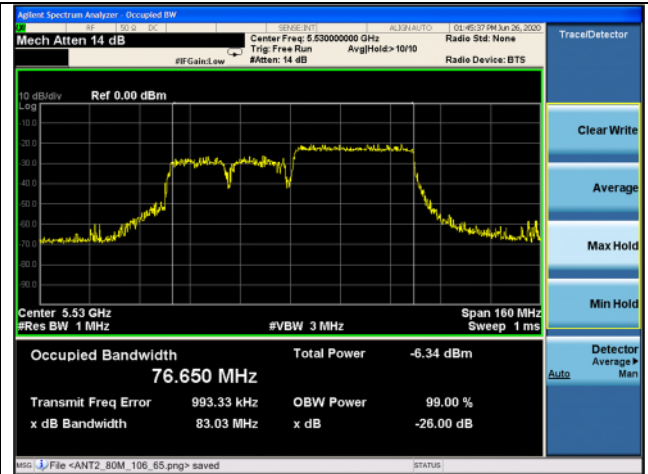 Agilent Spectrum Analyzer - Occupied BW
RF 50 Ω DC SENSE:INT ALIGN AUTO 01:45:37 PM Jun 26, 2020
Mech Atten 14 dB Center Freq: 5.530000000 GHz Radio Std: None Trace/Detector
Trig: Free Run Avg|Hold:>10/10
#IFGain:Low #Atten: 14 dB Radio Device: BTS
10 dB/div Ref 0.00 dBm
Log
-10.0
-20.0
-30.0
-40.0
-50.0
-60.0
-70.0
-80.0
-90.0
Clear Write
Average
Max Hold
Min Hold
Detector
Average
Auto Man
Center 5.53 GHz Span 160 MHz
#Res BW 1 MHz #VBW 3 MHz Sweep 1 ms
Occupied Bandwidth Total Power -6.34 dBm
76.650 MHz
Transmit Freq Error 993.33 kHz OBW Power 99.00 %
x dB Bandwidth 83.03 MHz x dB -26.00 dB
MSG File <ANT2_80M_106_65.png> saved STATUS